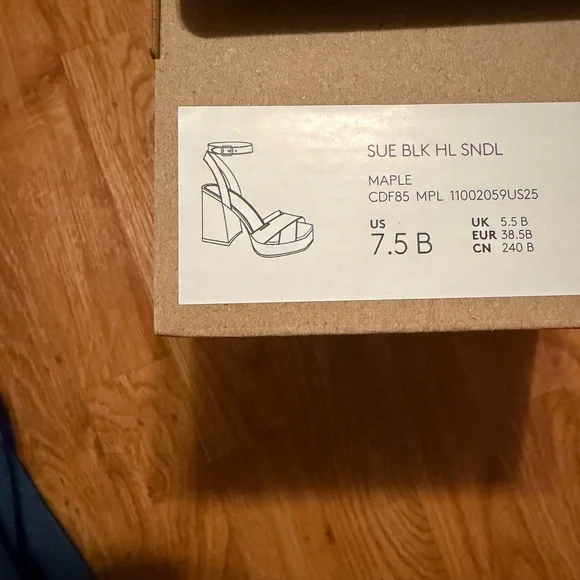 SUE BLK HL SNDL
MAPLE
CDF85 MPL 11002059US25
US
7.5 B
UK 5.5 B
EUR 38.5B
CN 240 B